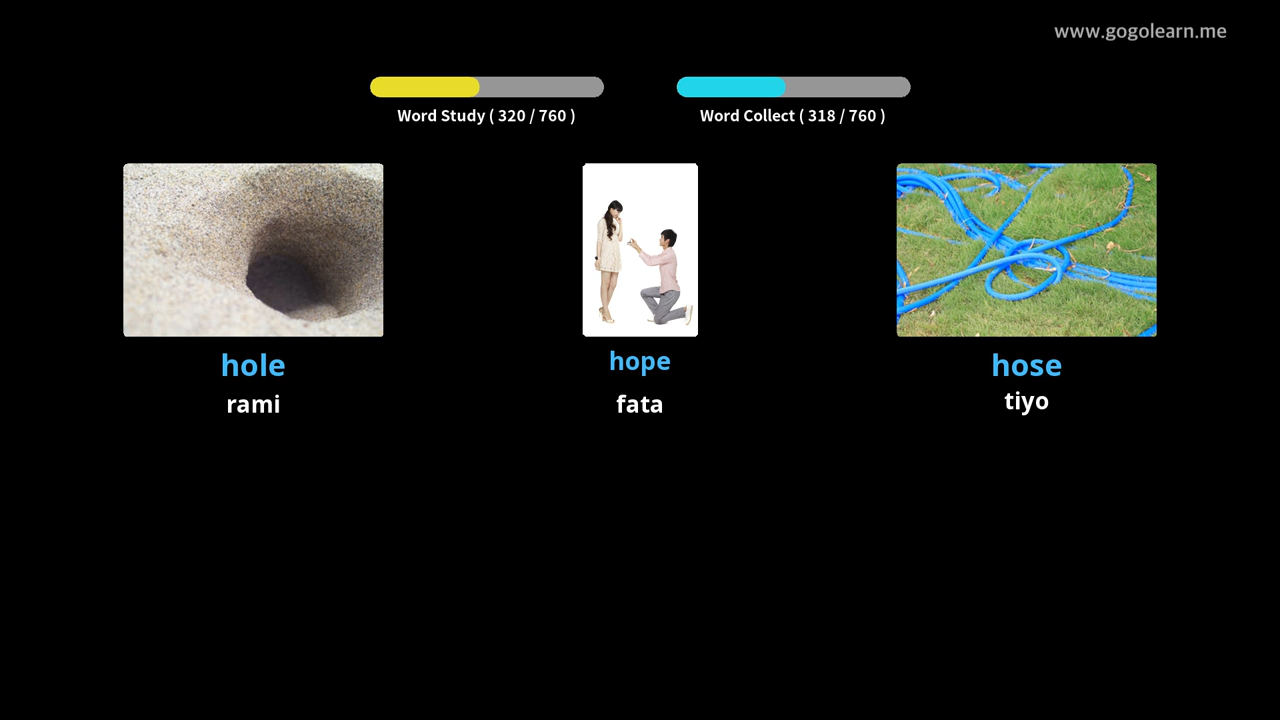 www.gogolearn.me
Word Study ( 320 / 760 )
Word Collect ( 318 / 760 )
hole
hope
hose
rami
fata
tiyo